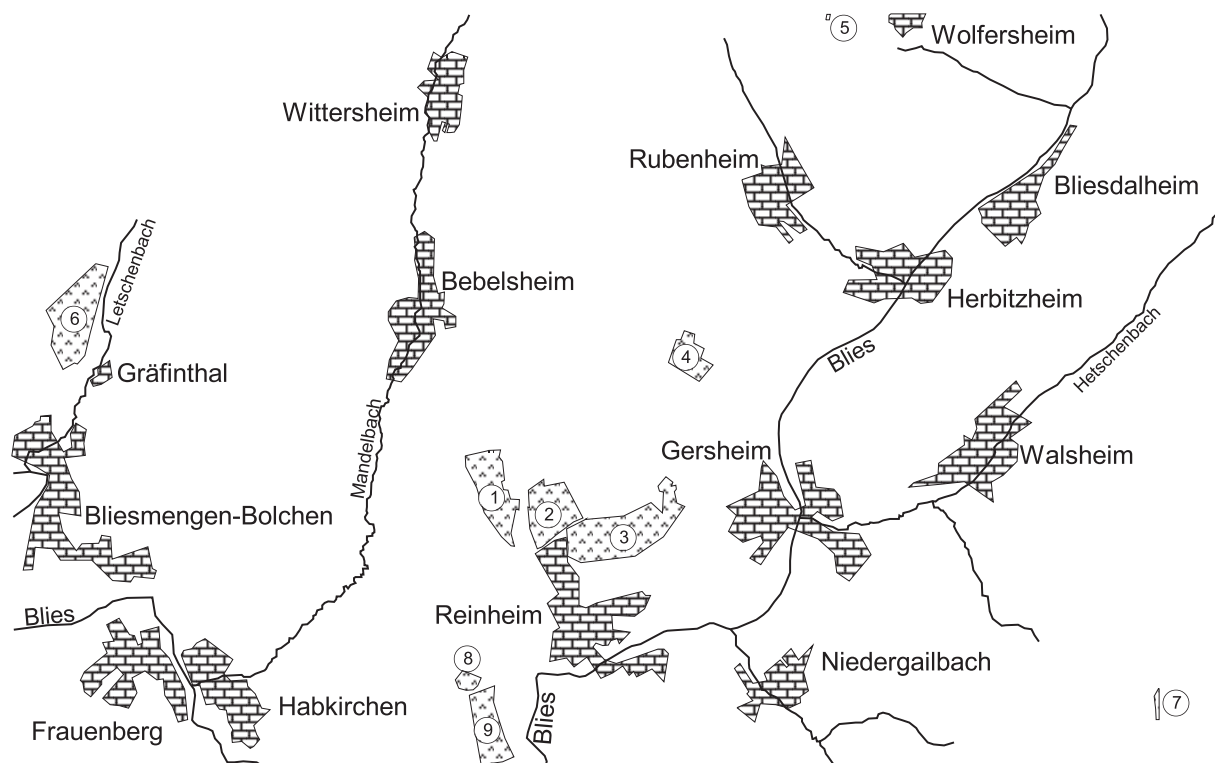 5
Wolfersheim
Wittersheim
Rubenheim
Bliesdalheim
Letschenbach
Bebelsheim
Herbitzheim
6
Gräfinthal
4
Blies
Hetschenbach
Mandelbach
Gersheim
Walsheim
1
2
3
Bliesmengen-Bolchen
Blies
Reinheim
8
Niedergailbach
Habkirchen
Frauenberg
9
Blies
7